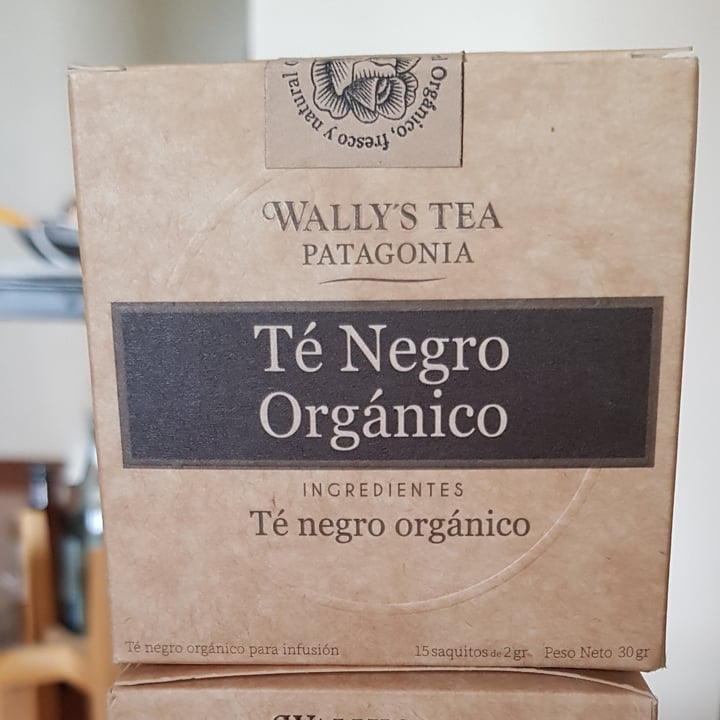 Orgánico, fresco y natural
WALLY'S TEA
PATAGONIA
Té Negro
Orgánico
INGREDIENTES
Té negro orgánico
Té negro orgánico para infusión
15 saquitos de 2 gr Peso Neto 30 gr